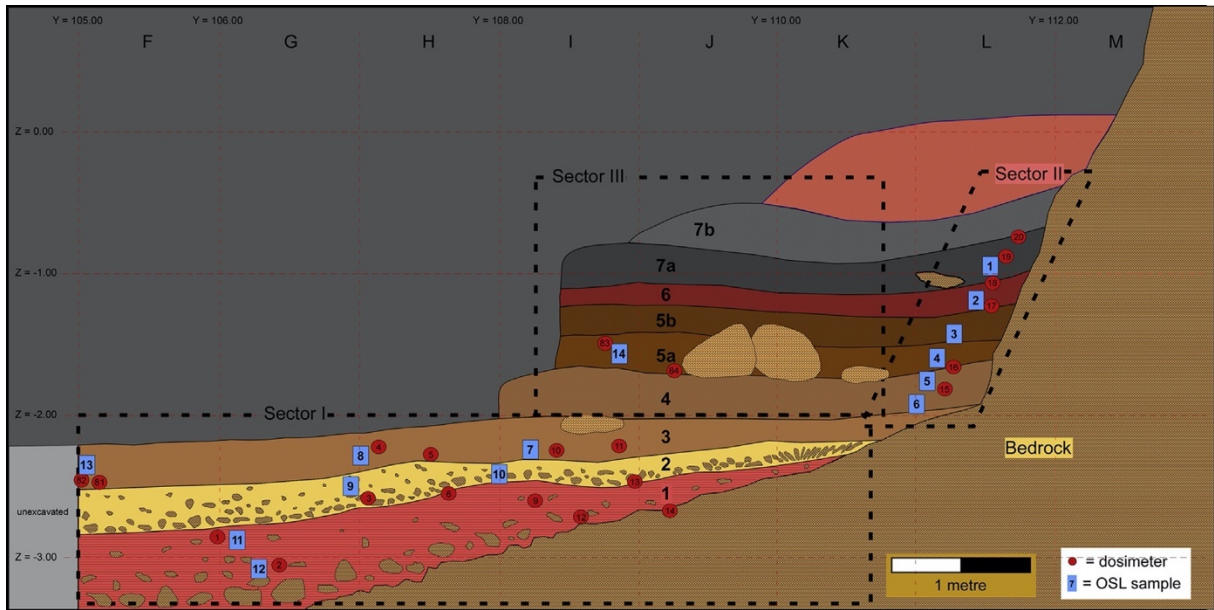 Y = 105.00 Y = 106.00 Y = 108.00 Y = 110.00 Y = 112.00
F G H I J K L M
Z = 0.00
Sector III Sector II
7b
20
Z = -1.00 7a 1 19
18
6 2 17
5b 3
83 14 5a 4
84 16
5 15
4 6
Z = -2.00 Sector I
3
13 8 4 5 7 10 11 2 Bedrock
82 81 9 10 13
3 6 9 1
unexcavated 12 14
1 11
Z = -3.00 12 2
= dosimeter
7 = OSL sample
1 metre